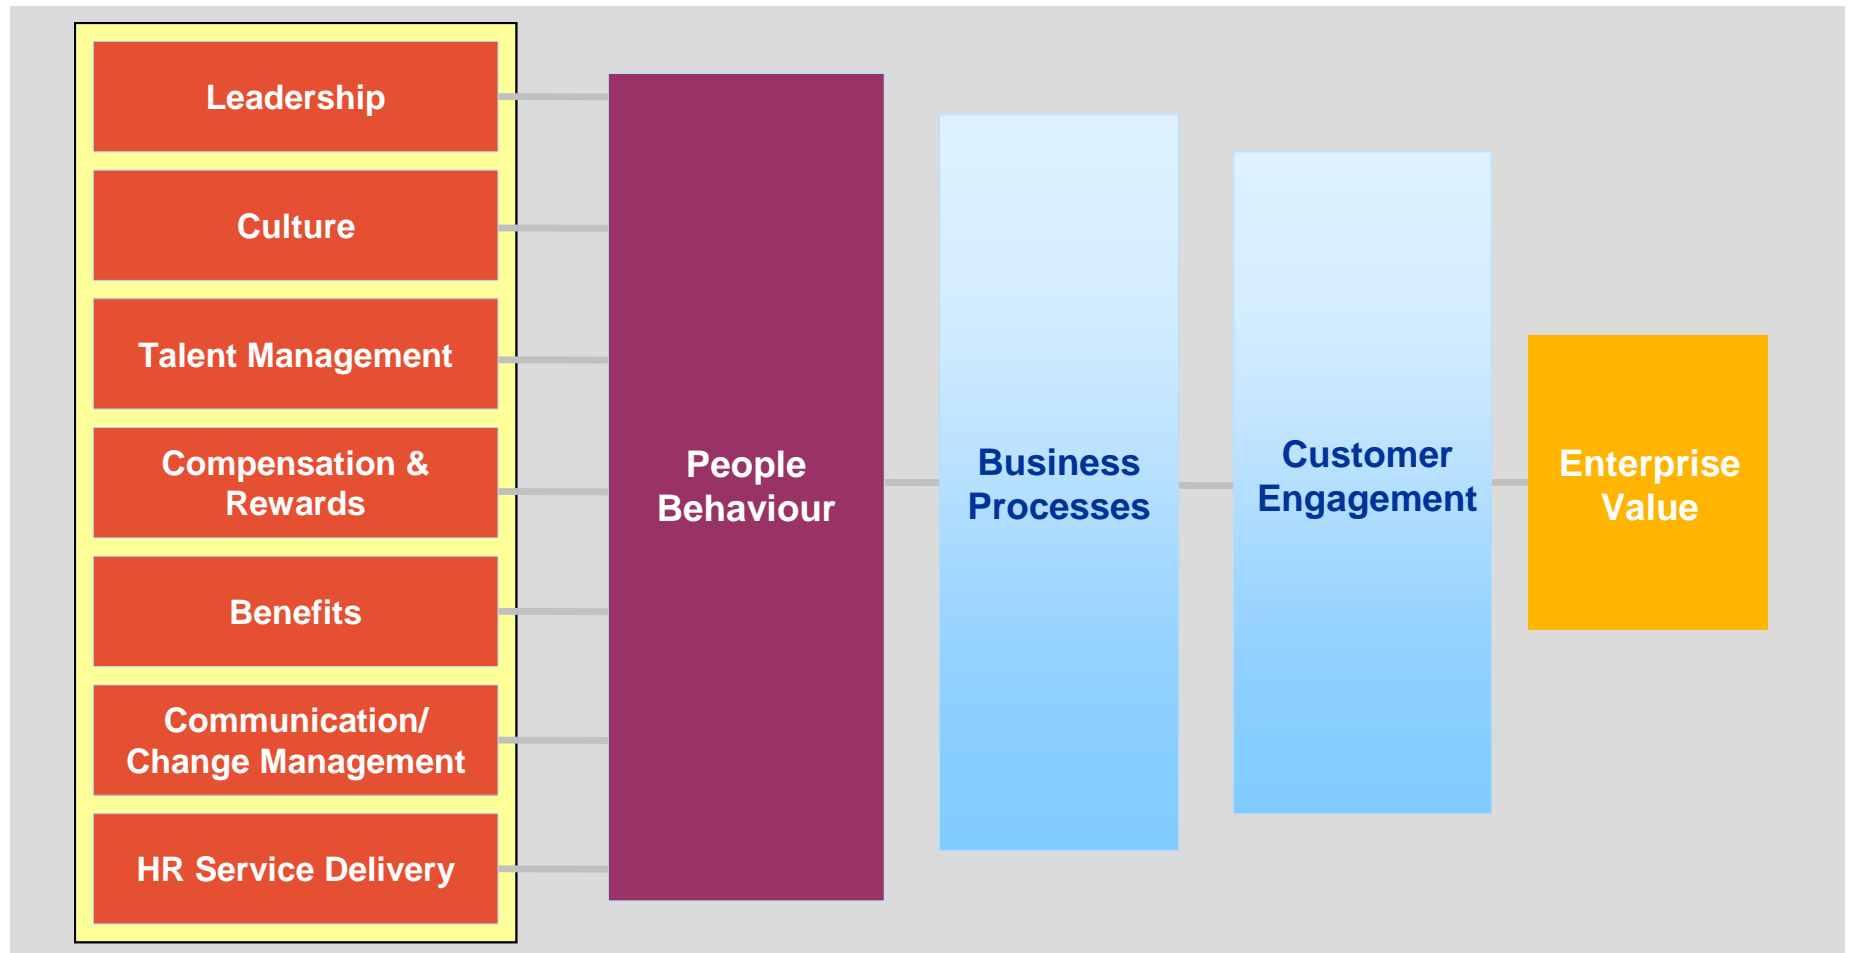 Leadership
Culture
Talent Management
Compensation &
Rewards
Benefits
Communication/
Change Management
HR Service Delivery
People
Behaviour
Business
Processes
Customer
Engagement
Enterprise
Value